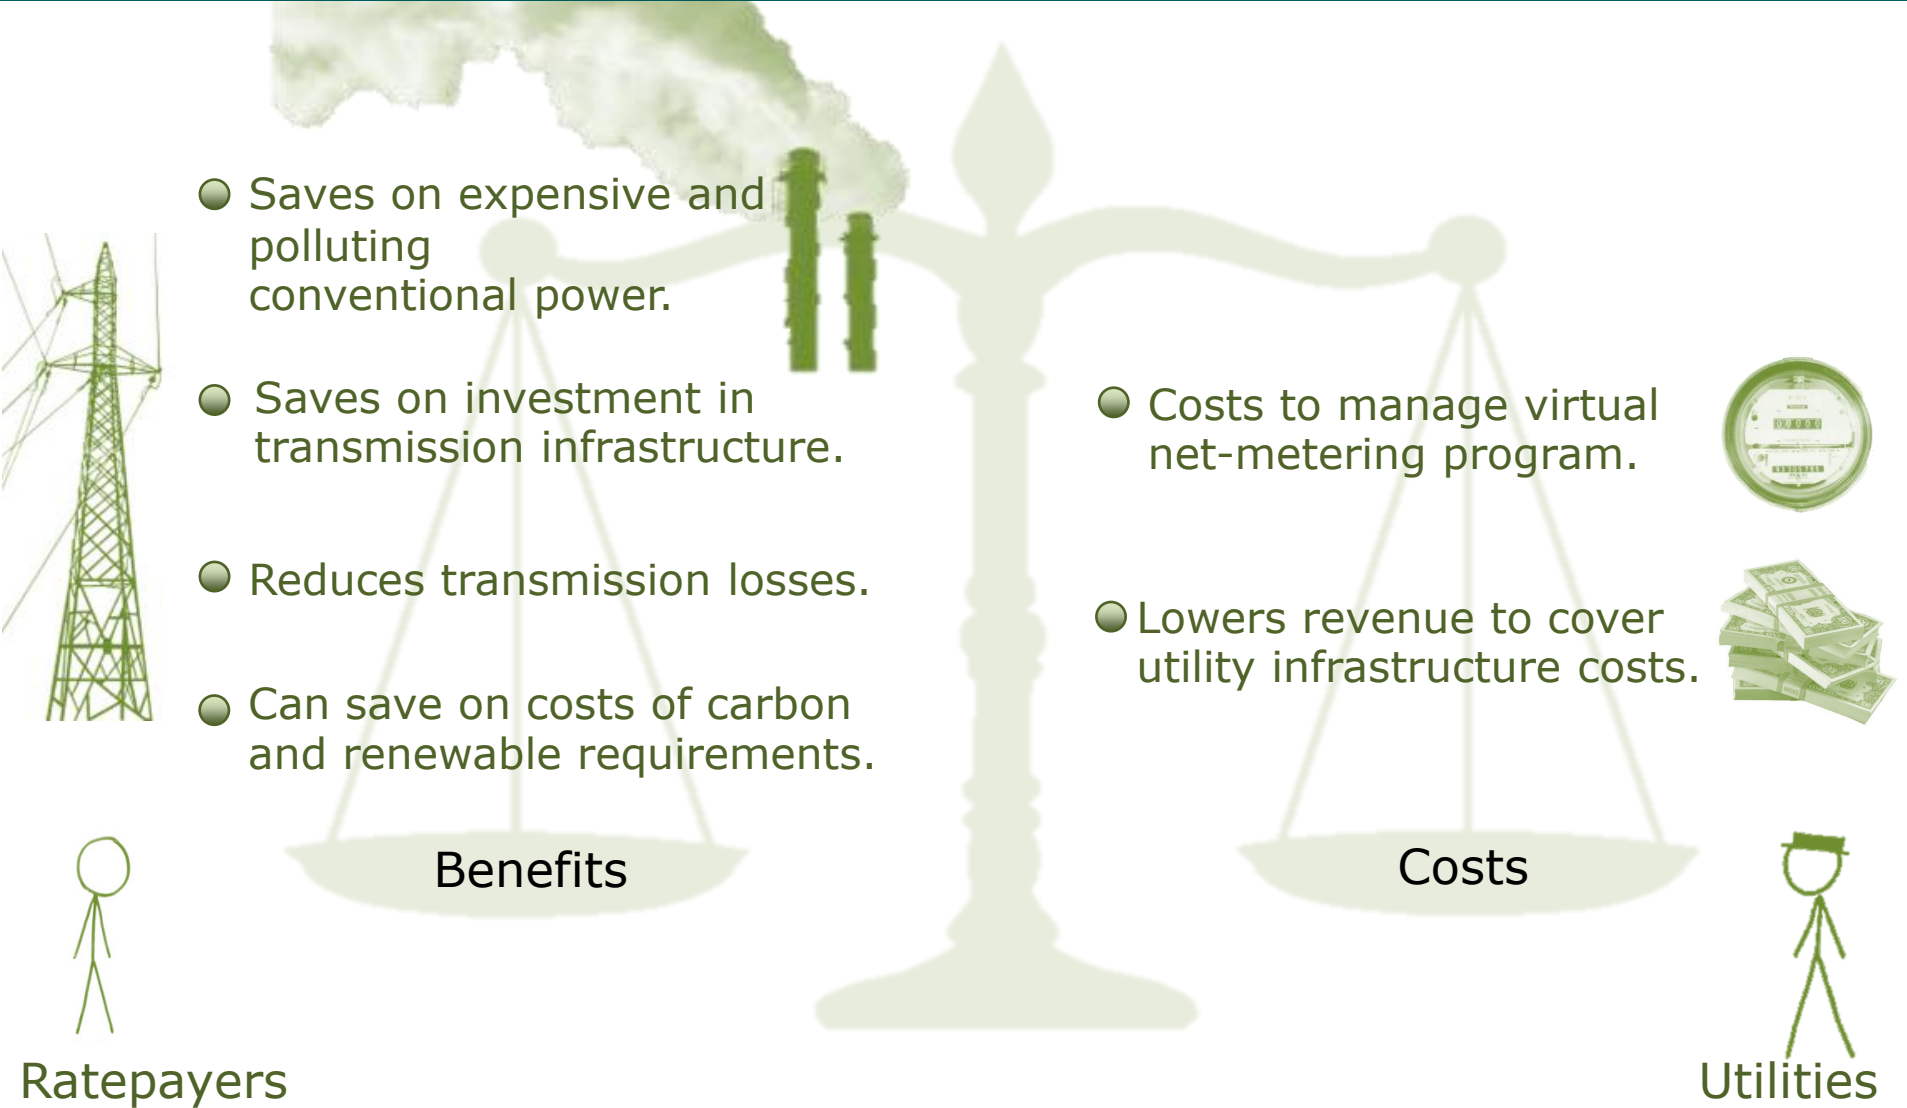 Saves on expensive and
polluting
conventional power.
Saves on investment in
transmission infrastructure.
Reduces transmission losses.
Can save on costs of carbon
and renewable requirements.
Benefits
Ratepayers
Costs to manage virtual
net-metering program.
Lowers revenue to cover
utility infrastructure costs.
Costs
Utilities